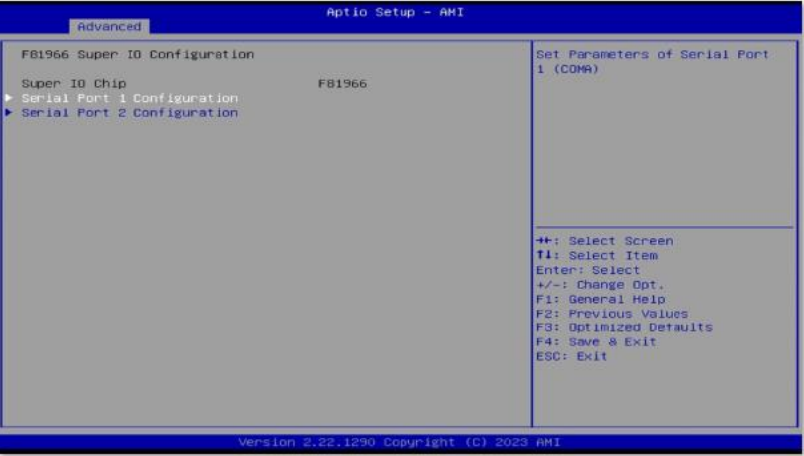 Aptio Setup – AMI
Advanced
F81966 Super IO Configuration
Super IO Chip F81966
▶ Serial Port 1 Configuration
▶ Serial Port 2 Configuration
Set Parameters of Serial Port
1 (COMA)
→←: Select Screen
↑↓: Select Item
Enter: Select
+/-: Change Opt.
F1: General Help
F2: Previous Values
F3: Optimized Defaults
F4: Save & Exit
ESC: Exit
Version 2.22.1290 Copyright (C) 2023 AMI